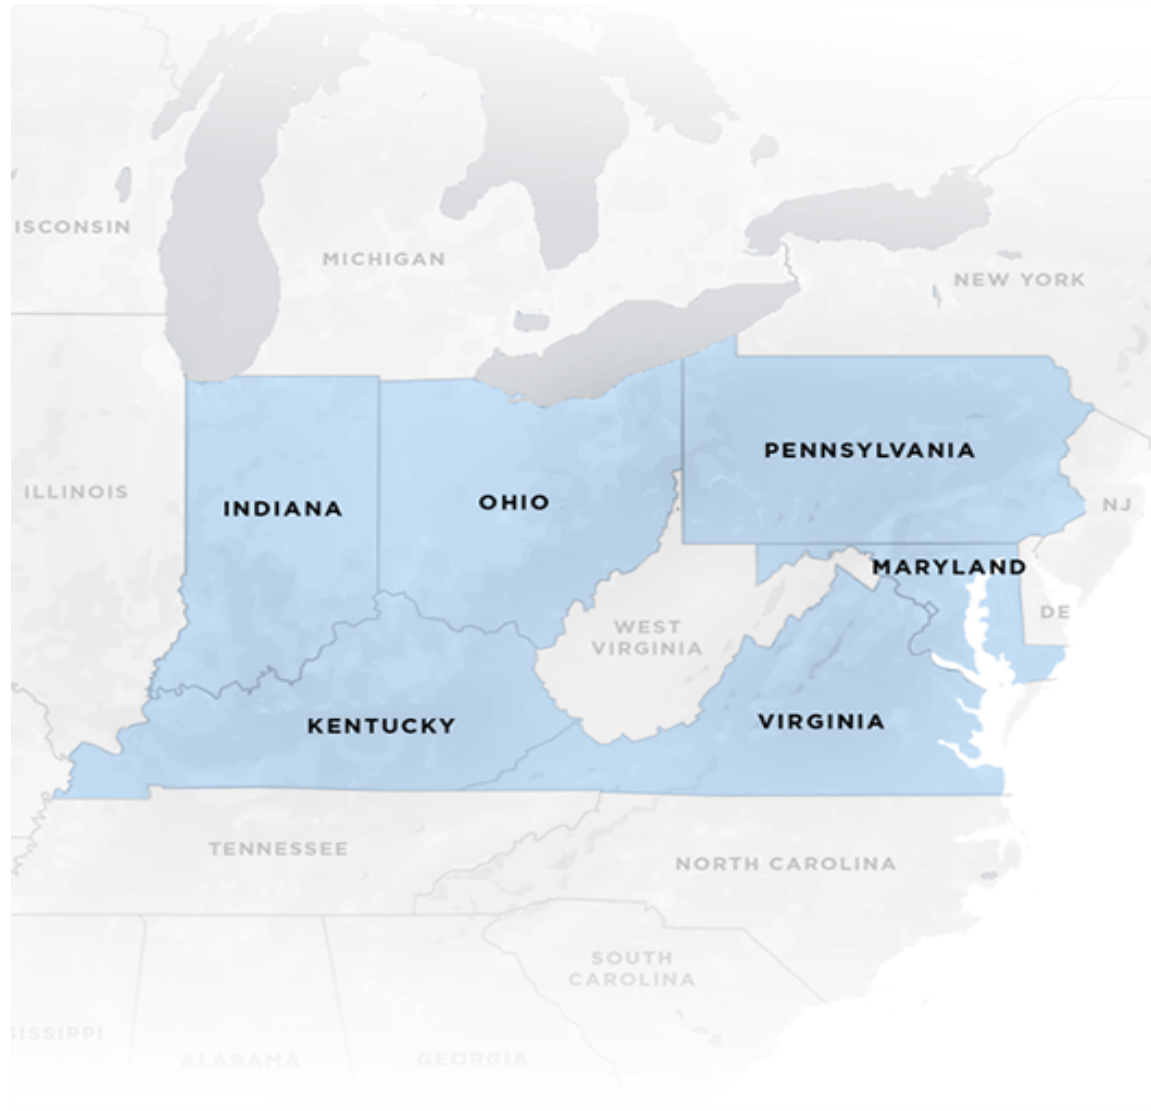 ISCONSIN
MICHIGAN
NEW YORK
PENNSYLVANIA
ILLINOIS
INDIANA
OHIO
NJ
MARYLAND
DE
WEST
VIRGINIA
KENTUCKY
VIRGINIA
TENNESSEE
NORTH CAROLINA
SOUTH
CAROLINA
SISSIPPI
ALABAMA
GEORGIA